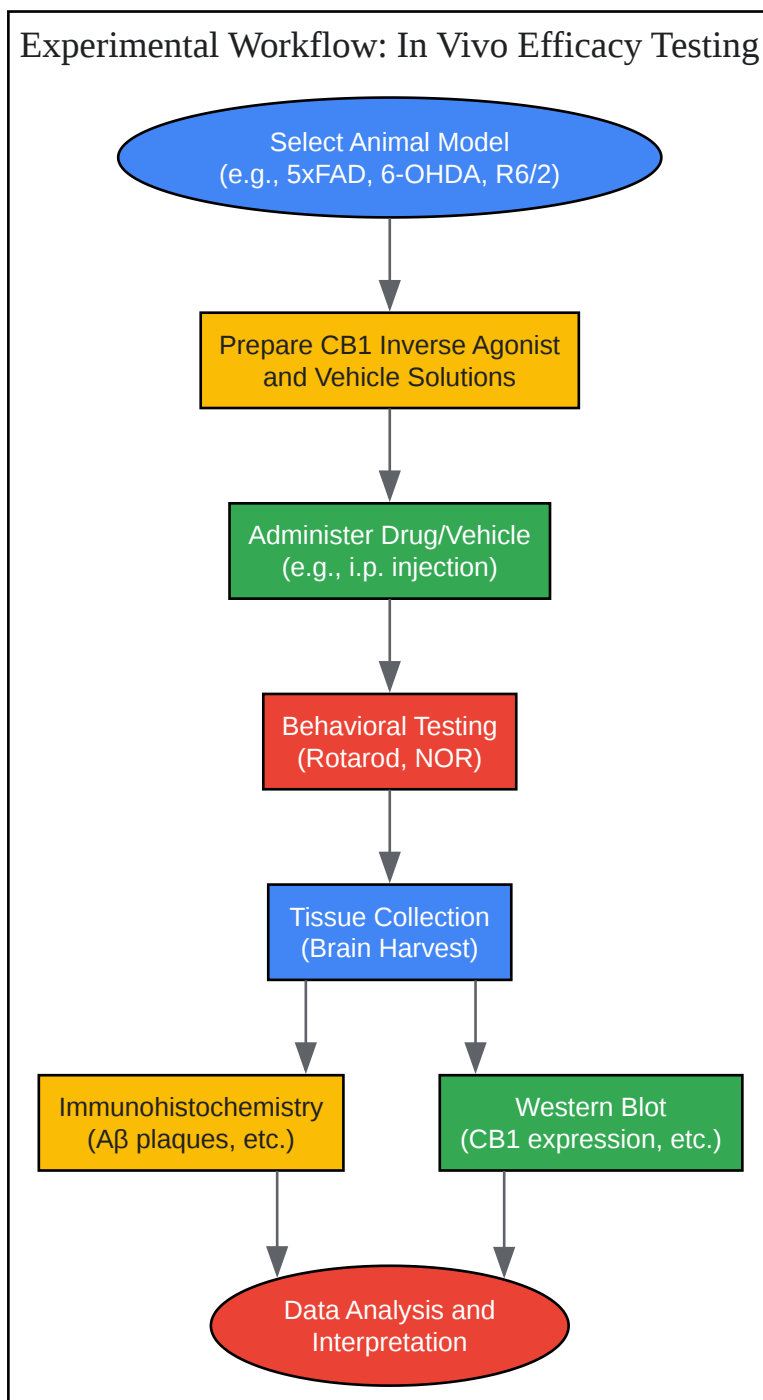 Experimental Workflow: In Vivo Efficacy Testing
Select Animal Model
(e.g., 5xFAD, 6-OHDA, R6/2)
Prepare CB1 Inverse Agonist
and Vehicle Solutions
Administer Drug/Vehicle
(e.g., i.p. injection)
Behavioral Testing
(Rotarod, NOR)
Tissue Collection
(Brain Harvest)
Immunohistochemistry
(Aβ plaques, etc.)
Western Blot
(CB1 expression, etc.)
Data Analysis and
Interpretation